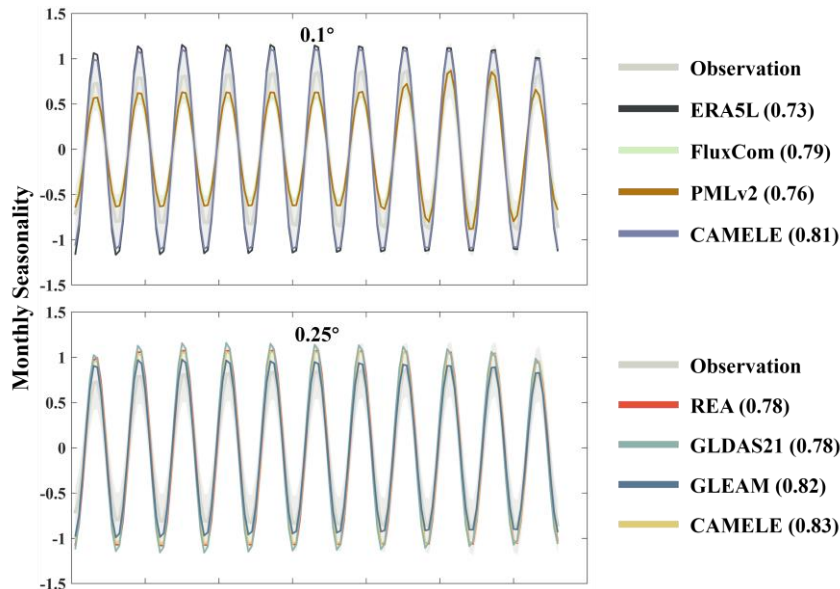 Monthly Seasonality
0.1°
1.5
1
0.5
0
-0.5
-1
-1.5
Observation
ERA5L (0.73)
FluxCom (0.79)
PMLv2 (0.76)
CAMELE (0.81)
0.25°
1.5
1
0.5
0
-0.5
-1
-1.5
Observation
REA (0.78)
GLDAS21 (0.78)
GLEAM (0.82)
CAMELE (0.83)